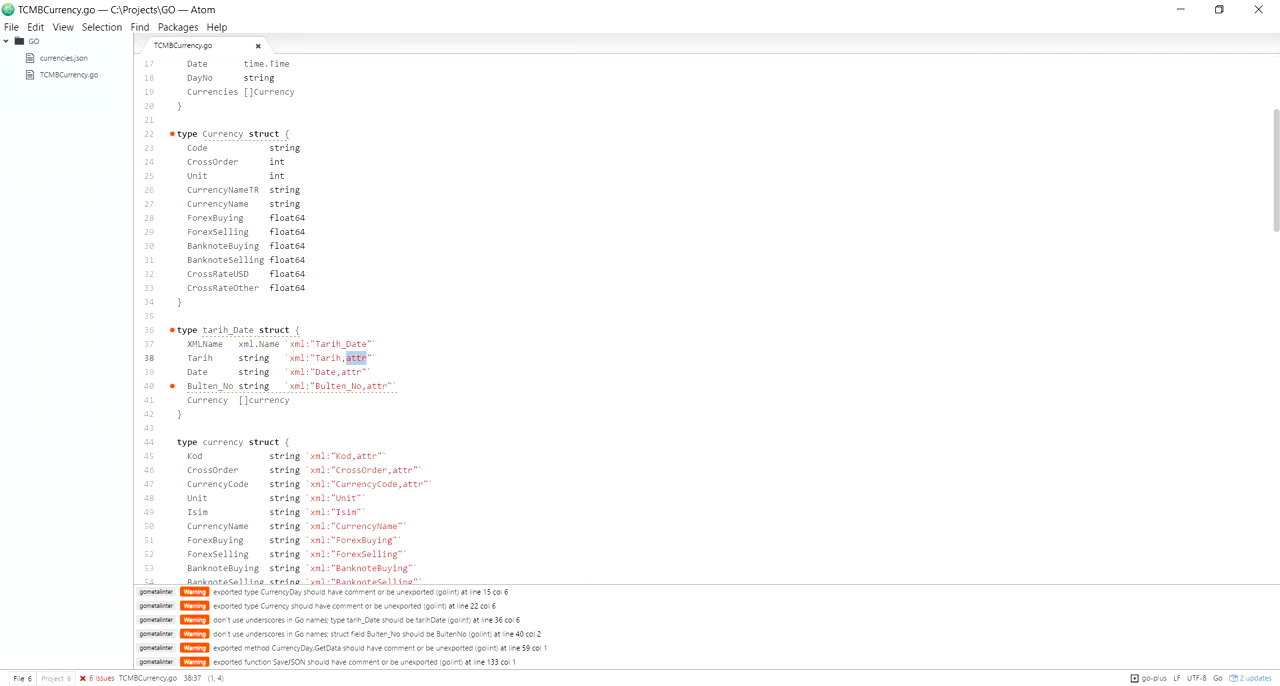 TCMBCurrency.go — C:\Projects\GO — Atom
File Edit View Selection Find Packages Help
GO
currencies.json
TCMBCurrency.go
TCMBCurrency.go
17 Date time.Time
18 DayNo string
19 Currencies []Currency
20 }
21
22 type Currency struct {
23 Code string
24 CrossOrder int
25 Unit int
26 CurrencyNameTR string
27 CurrencyName string
28 ForexBuying float64
29 ForexSelling float64
30 BanknoteBuying float64
31 BanknoteSelling float64
32 CrossRateUSD float64
33 CrossRateOther float64
34 }
35
36 type tarih_Date struct {
37 XMLName xml.Name `xml:"Tarih_Date"`
38 Tarih string `xml:"Tarih,attr"`
39 Date string `xml:"Date,attr"`
40 Bulten_No string `xml:"Bulten_No,attr"`
41 Currency []currency
42 }
43
44 type currency struct {
45 Kod string `xml:"Kod,attr"`
46 CrossOrder string `xml:"CrossOrder,attr"`
47 CurrencyCode string `xml:"CurrencyCode,attr"`
48 Unit string `xml:"Unit"`
49 Isim string `xml:"Isim"`
50 CurrencyName string `xml:"CurrencyName"`
51 ForexBuying string `xml:"ForexBuying"`
52 ForexSelling string `xml:"ForexSelling"`
53 BanknoteBuying string `xml:"BanknoteBuying"`
54 BanknoteSelling string `xml:"BanknoteSelling"`
gometalinter Warning exported type CurrencyDay should have comment or be unexported (golint) at line 15 col 6
gometalinter Warning exported type Currency should have comment or be unexported (golint) at line 22 col 6
gometalinter Warning don't use underscores in Go names; type tarih_Date should be tarihDate (golint) at line 36 col 6
gometalinter Warning don't use underscores in Go names; struct field Bulten_No should be BultenNo (golint) at line 40 col 2
gometalinter Warning exported method CurrencyDay.GetData should have comment or be unexported (golint) at line 59 col 1
gometalinter Warning exported function SaveJSON should have comment or be unexported (golint) at line 133 col 1
File 6 Project 6 6 Issues TCMBCurrency.go 38:37 (1, 4) go-plus LF UTF-8 Go 2 updates